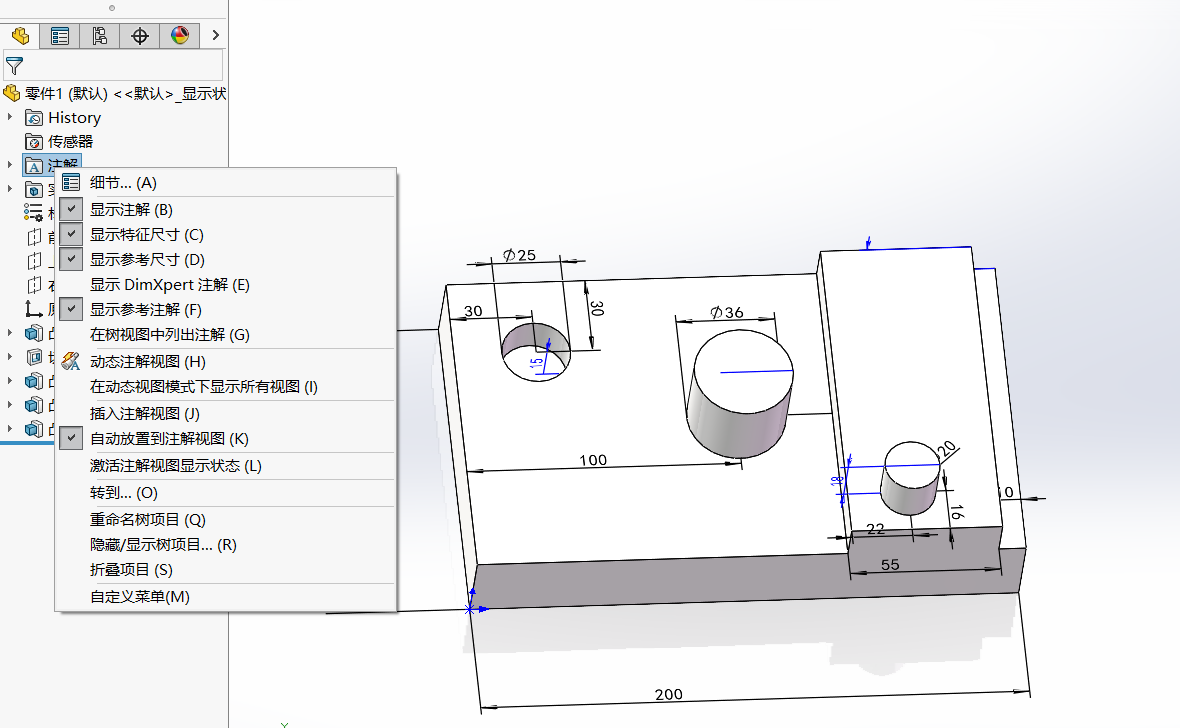 零件1 (默认) <<默认>_显示状
History
传感器
注解
细节... (A)
显示注解 (B)
显示特征尺寸 (C)
显示参考尺寸 (D)
显示 DimXpert 注解 (E)
显示参考注解 (F)
在树视图中列出注解 (G)
动态注解视图 (H)
在动态视图模式下显示所有视图 (I)
插入注解视图 (J)
自动放置到注解视图 (K)
激活注解视图显示状态 (L)
转到... (O)
重命名树项目 (Q)
隐藏/显示树项目... (R)
折叠项目 (S)
自定义菜单(M)
Ø25
30
30
15
Ø36
100
20
18
0
16
22
55
200